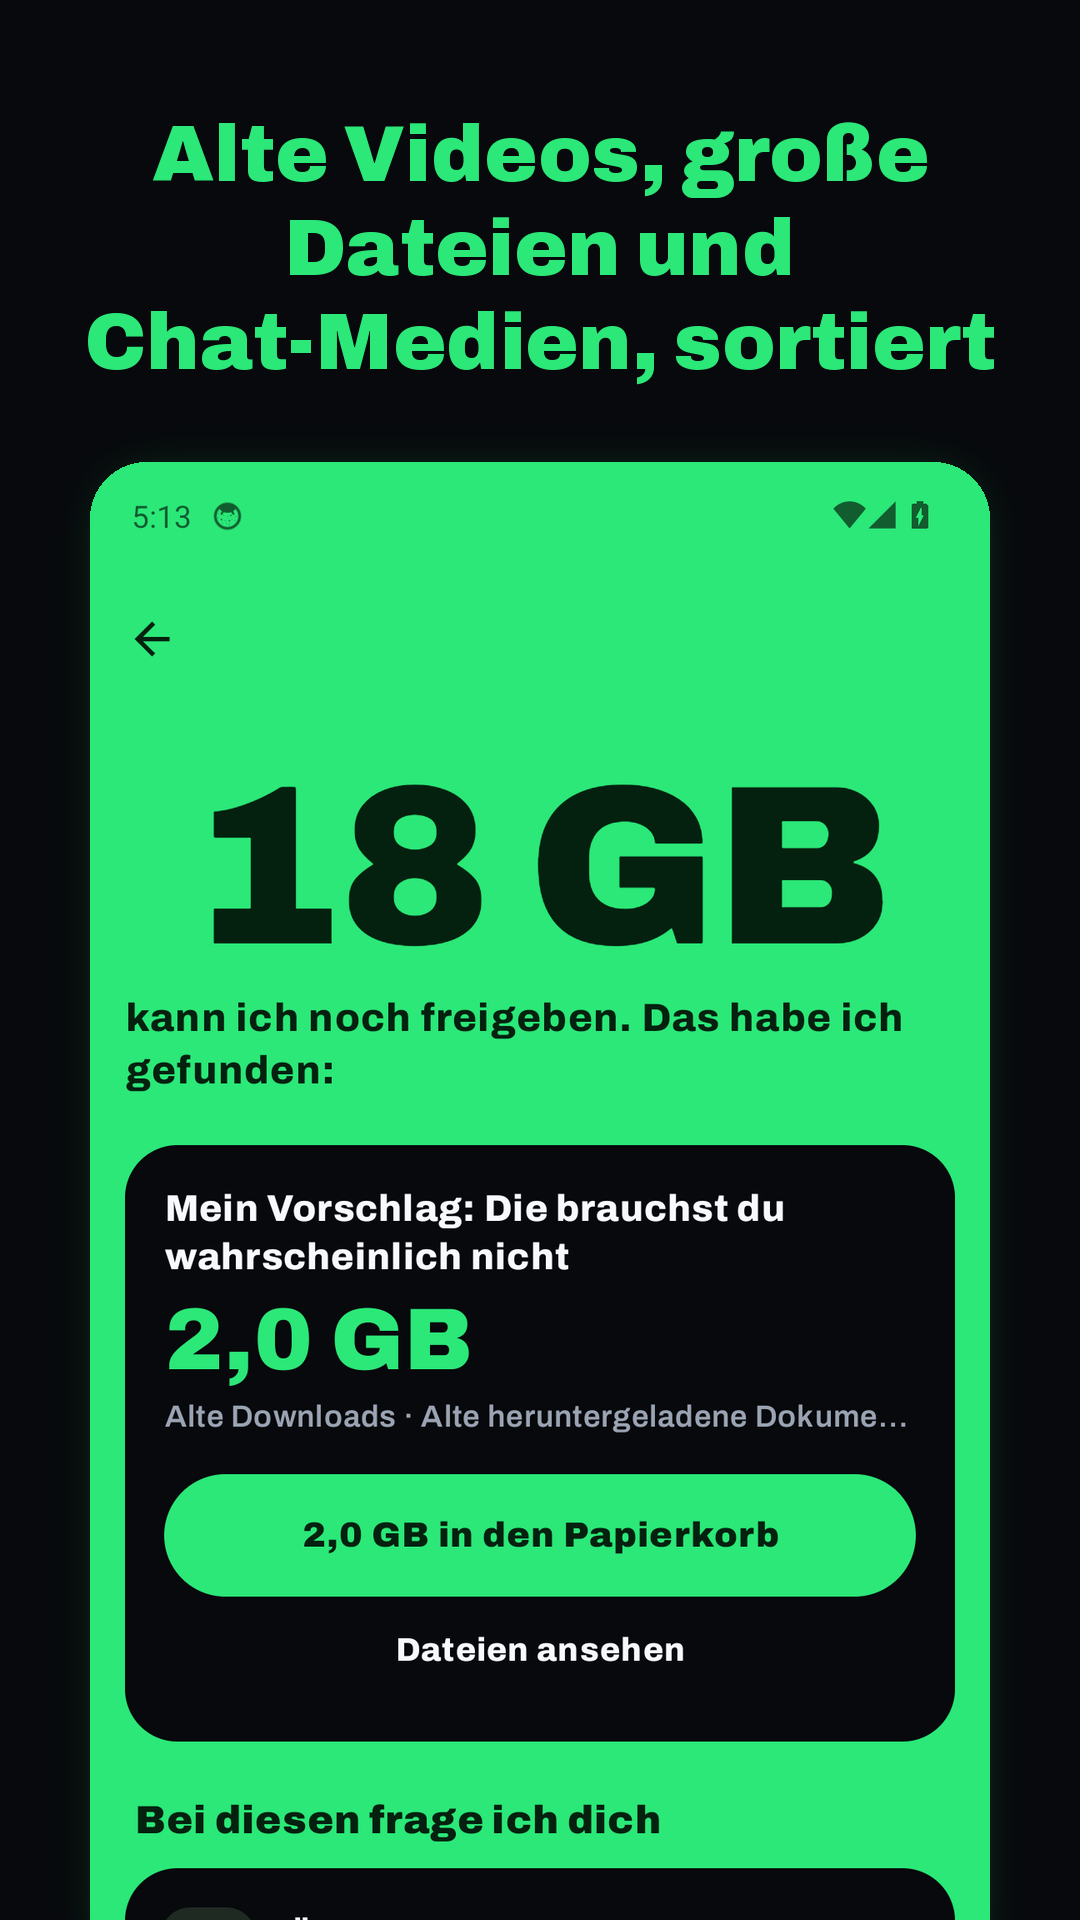 Alte Videos, große
Dateien und
Chat-Medien, sortiert
5:13
18 GB
kann ich noch freigeben. Das habe ich
gefunden:
Mein Vorschlag: Die brauchst du
wahrscheinlich nicht
2,0 GB
Alte Downloads · Alte heruntergeladene Dokume...
2,0 GB in den Papierkorb
Dateien ansehen
Bei diesen frage ich dich